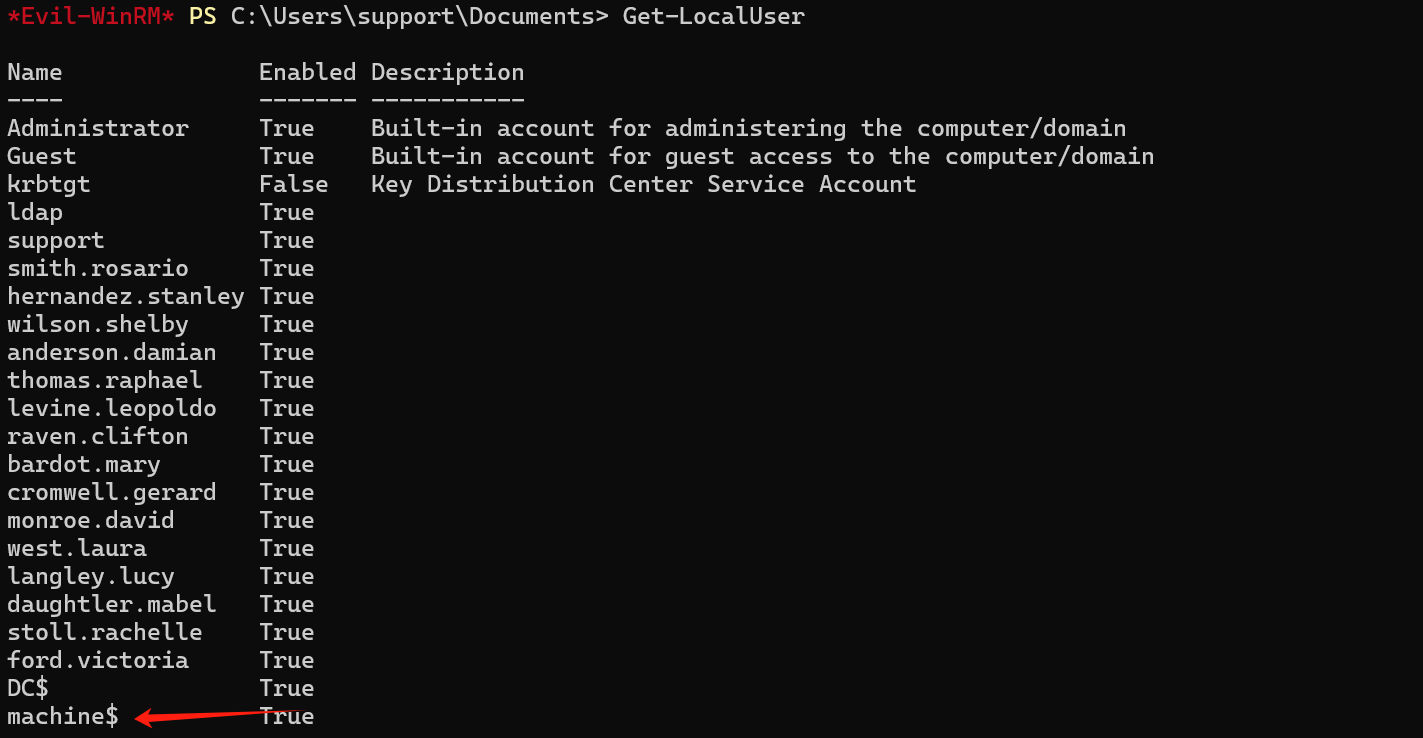 *Evil-WinRM* PS C:\Users\support\Documents> Get-LocalUser
Name Enabled Description
---- ------- -----------
Administrator True Built-in account for administering the computer/domain
Guest True Built-in account for guest access to the computer/domain
krbtgt False Key Distribution Center Service Account
ldap True
support True
smith.rosario True
hernandez.stanley True
wilson.shelby True
anderson.damian True
thomas.raphael True
levine.leopoldo True
raven.clifton True
bardot.mary True
cromwell.gerard True
monroe.david True
west.laura True
langley.lucy True
daughtler.mabel True
stoll.rachelle True
ford.victoria True
DC$ True
machine$ True